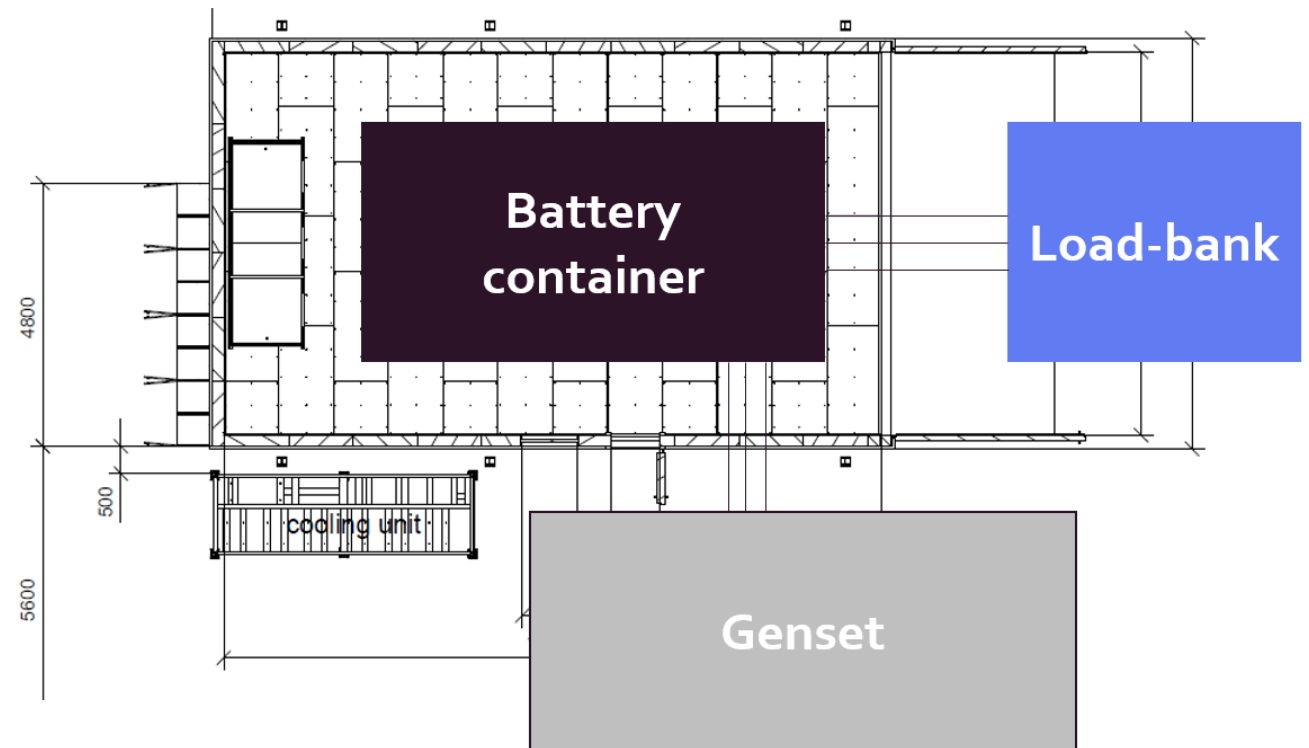 Battery
container
Load-bank
4800
500
cooling unit
5600
Genset